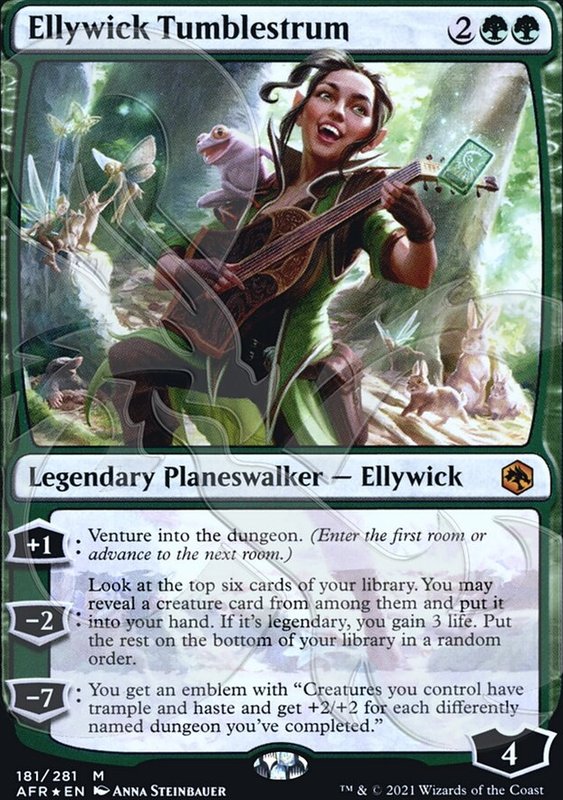 Ellywick Tumblestrum 2
Legendary Planeswalker — Ellywick
+1 : Venture into the dungeon. (Enter the first room or
advance to the next room.)
Look at the top six cards of your library. You may
reveal a creature card from among them and put it
-2 : into your hand. If it's legendary, you gain 3 life. Put
the rest on the bottom of your library in a random
order.
-7 : You get an emblem with “Creatures you control have
trample and haste and get +2/+2 for each differently
named dungeon you've completed.”
4
181/281 M
AFR★EN ANNA STEINBAUER
™ & © 2021 Wizards of the Coast